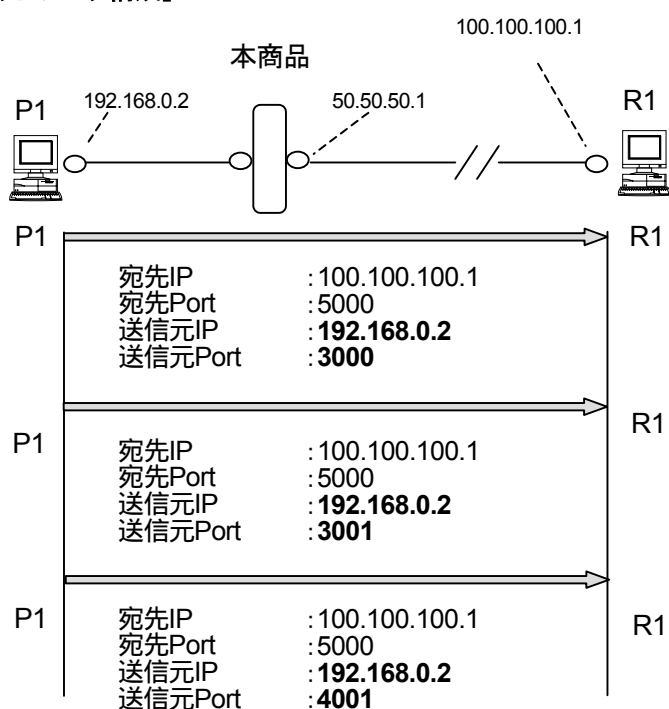 100.100.100.1
本商品
P1
192.168.0.2
50.50.50.1
R1
P1
R1
宛先IP :100.100.100.1
宛先Port :5000
送信元IP :192.168.0.2
送信元Port :3000
P1
R1
宛先IP :100.100.100.1
宛先Port :5000
送信元IP :192.168.0.2
送信元Port :3001
P1
R1
宛先IP :100.100.100.1
宛先Port :5000
送信元IP :192.168.0.2
送信元Port :4001